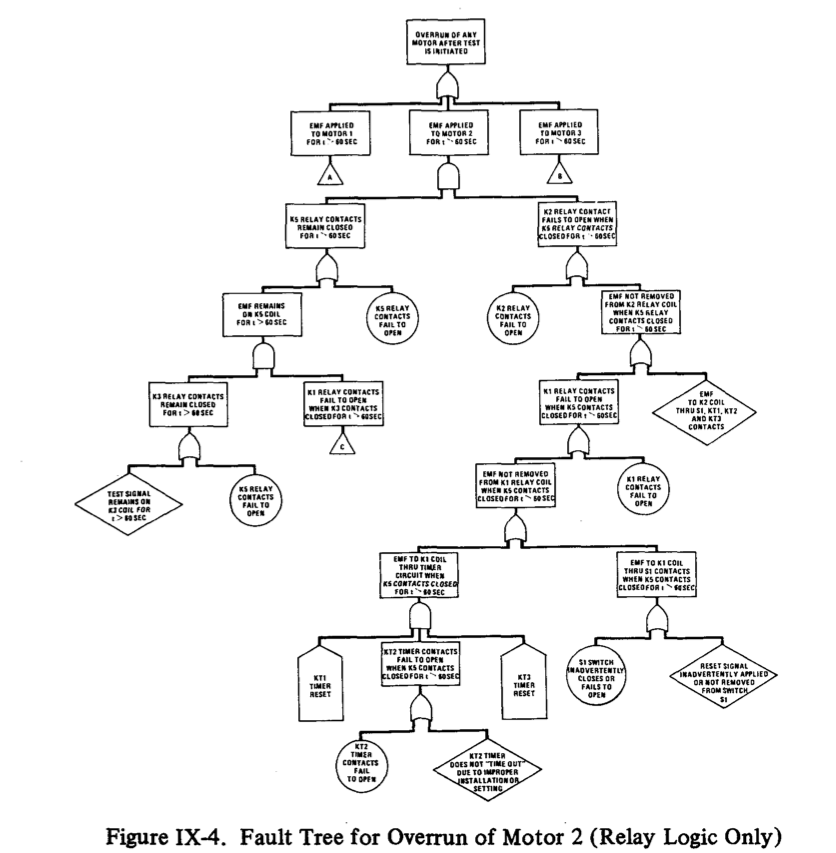 OVERRUN OF ANY
MOTOR AFTER TEST
IS INITIATED
EMF APPLIED
TO MOTOR 1
FOR t > 60 SEC
EMF APPLIED
TO MOTOR 2
FOR t > 60 SEC
EMF APPLIED
TO MOTOR 3
FOR t > 60 SEC
A
B
K5 RELAY CONTACTS
REMAIN CLOSED
FOR t > 60 SEC
K2 RELAY CONTACT
FAILS TO OPEN WHEN
K5 RELAY CONTACTS
CLOSED FOR t > 60SEC
EMF REMAINS
ON K5 COIL
FOR t > 60 SEC
K5 RELAY
CONTACTS
FAIL TO
OPEN
K2 RELAY
CONTACTS
FAIL TO
OPEN
EMF NOT REMOVED
FROM K2 RELAY COIL
WHEN K5 RELAY
CONTACTS CLOSED
FOR t > 60 SEC
K3 RELAY CONTACTS
REMAIN CLOSED
FOR t > 60 SEC
K1 RELAY CONTACTS
FAIL TO OPEN
WHEN K3 CONTACTS
CLOSED FOR t > 60SEC
C
K1 RELAY CONTACTS
FAIL TO OPEN
WHEN K5 CONTACTS
CLOSED FOR t > 60SEC
EMF
TO K2 COIL
THRU S1, KT1, KT2
AND KT3
CONTACTS
TEST SIGNAL
REMAINS ON
K3 COIL FOR
t > 60 SEC
K5 RELAY
CONTACTS
FAIL TO
OPEN
EMF NOT REMOVED
FROM K1 RELAY COIL
WHEN K5 CONTACTS
CLOSED FOR t > 60SEC
K1 RELAY
CONTACTS
FAIL TO
OPEN
EMF TO K1 COIL
THRU TIMER
CIRCUIT WHEN
K5 CONTACTS CLOSED
FOR t > 60 SEC
EMF TO K1 COIL
THRU S1 CONTACTS
WHEN K5 CONTACTS
CLOSED FOR t > 60SEC
KT1
TIMER
RESET
KT2 TIMER CONTACTS
FAIL TO OPEN
WHEN K5 CONTACTS
CLOSED FOR t > 60SEC
KT3
TIMER
RESET
S1 SWITCH
INADVERTENTLY
CLOSES OR
FAILS TO
OPEN
RESET SIGNAL
INADVERTENTLY APPLIED
OR NOT REMOVED
FROM SWITCH
S1
KT2
TIMER
CONTACTS
FAIL
TO OPEN
KT2 TIMER
DOES NOT "TIME OUT"
DUE TO IMPROPER
INSTALLATION OR
SETTING
Figure IX-4. Fault Tree for Overrun of Motor 2 (Relay Logic Only)